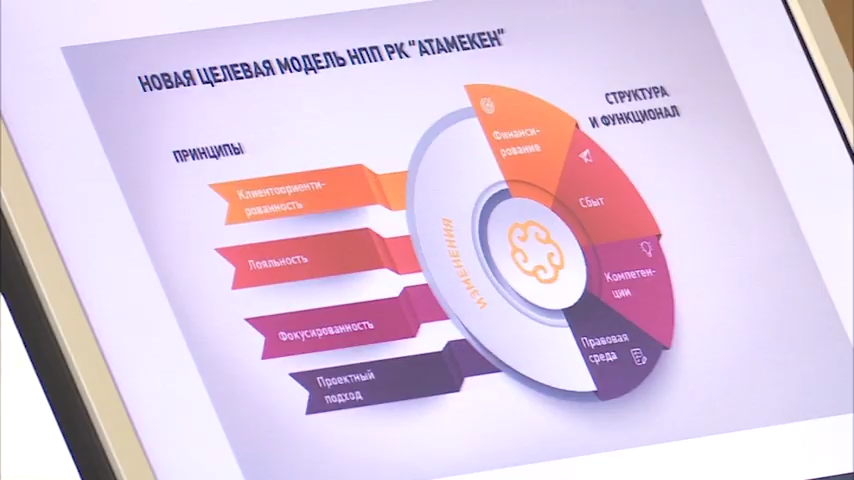 НОВАЯ ЦЕЛЕВАЯ МОДЕЛЬ НПП РК "АТАМЕКЕН"
ПРИНЦИПЫ
Клиентоориенти-
рованность
Лояльность
Фокусированность
Проектный
подход
ИЗМЕНЕНИЯ
СТРУКТУРА
И ФУНКЦИОНАЛ
Финанси-
рование
Сбыт
Компетен-
ции
Правовая
среда